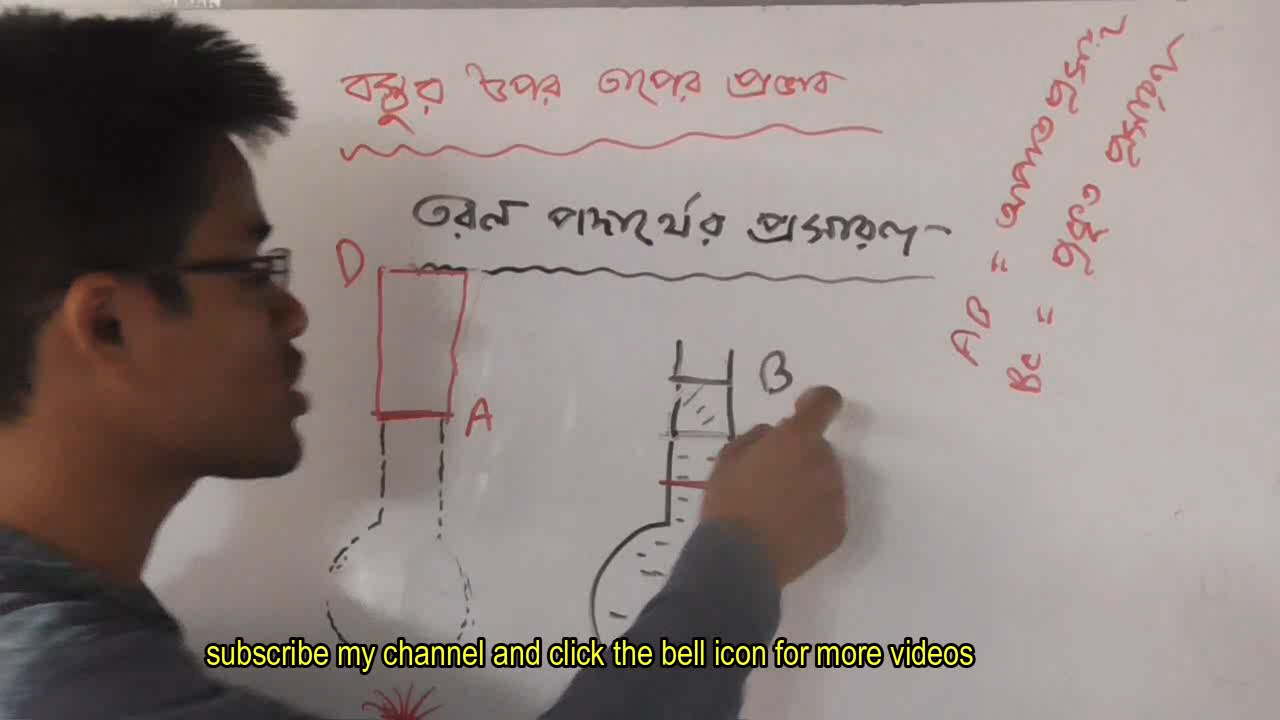 বস্তুর উপর তাপের প্রভাব
তরল পদার্থের প্রসারণ
D
A
B
AB = আপাত প্রসারণ
BC = প্রকৃত প্রসারণ
subscribe my channel and click the bell icon for more videos